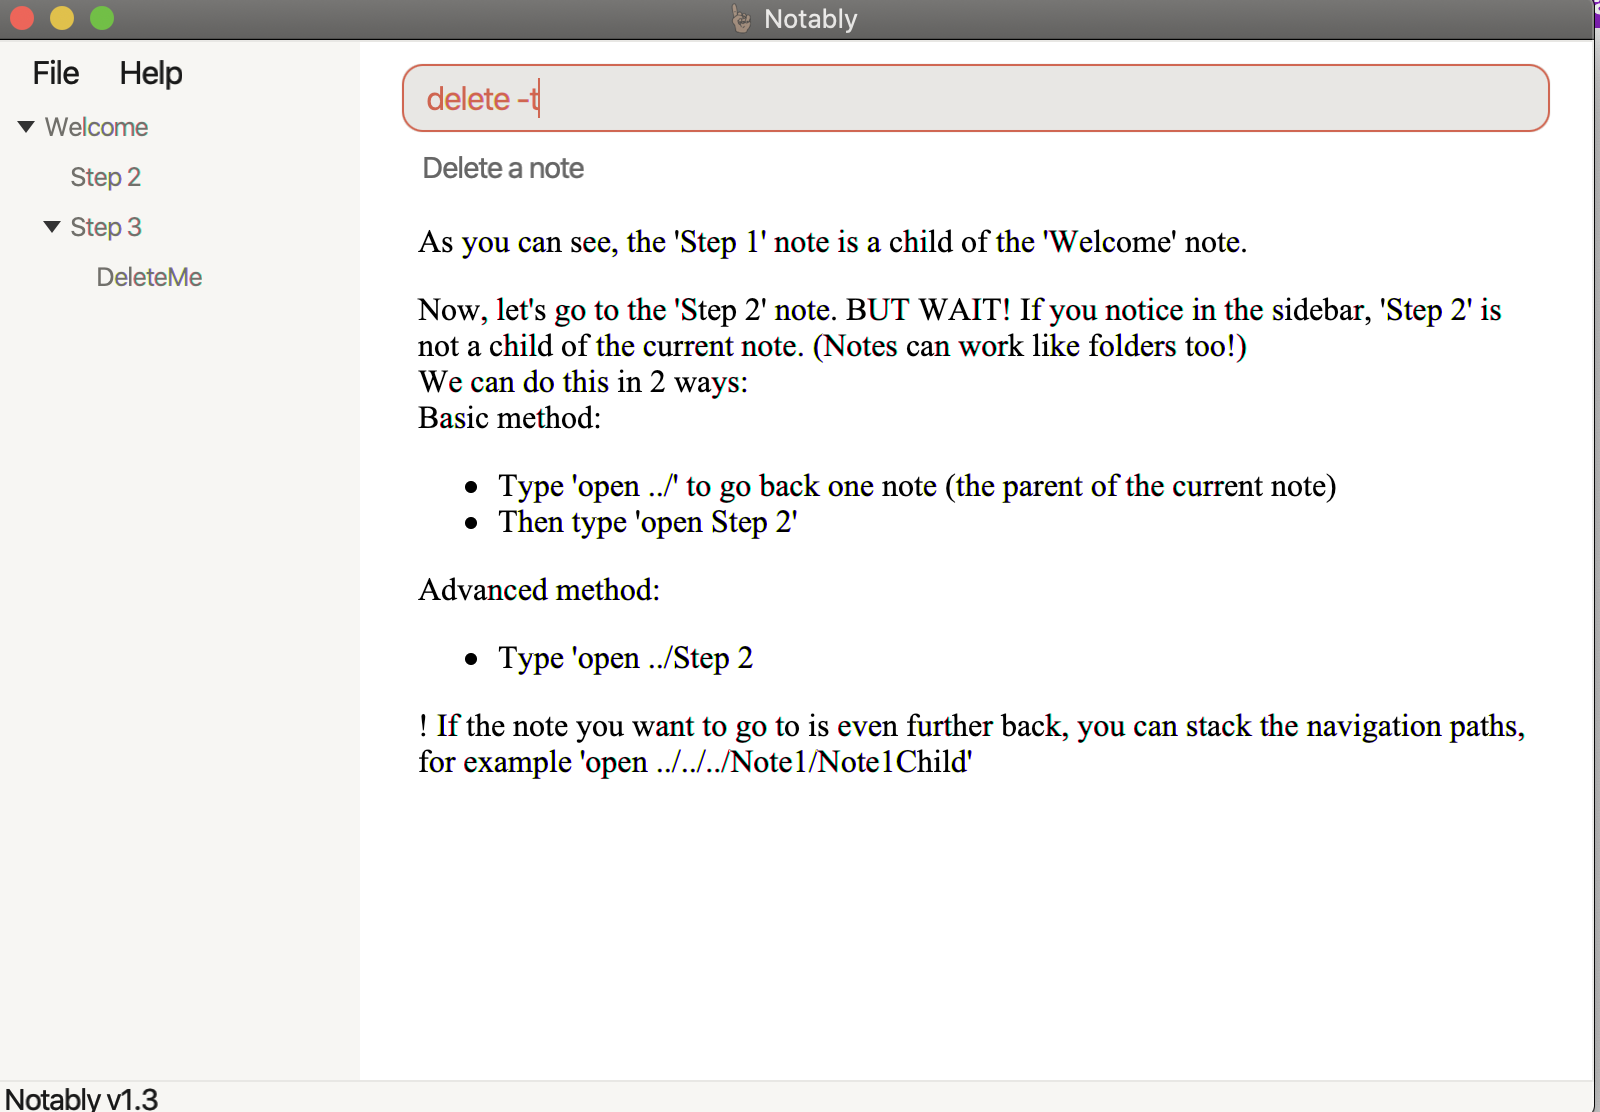 Notably
File Help
Welcome
Step 2
Step 3
DeleteMe
delete -t
Delete a note
As you can see, the 'Step 1' note is a child of the 'Welcome' note.
Now, let's go to the 'Step 2' note. BUT WAIT! If you notice in the sidebar, 'Step 2' is
not a child of the current note. (Notes can work like folders too!)
We can do this in 2 ways:
Basic method:
Type 'open ../' to go back one note (the parent of the current note)
Then type 'open Step 2'
Advanced method:
Type 'open ../Step 2
! If the note you want to go to is even further back, you can stack the navigation paths,
for example 'open ../../../Note1/Note1Child'
Notably v1.3